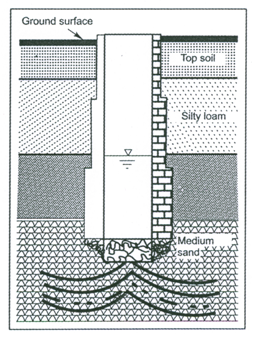 Ground surface
Top soil
Silty loam
Medium
sand